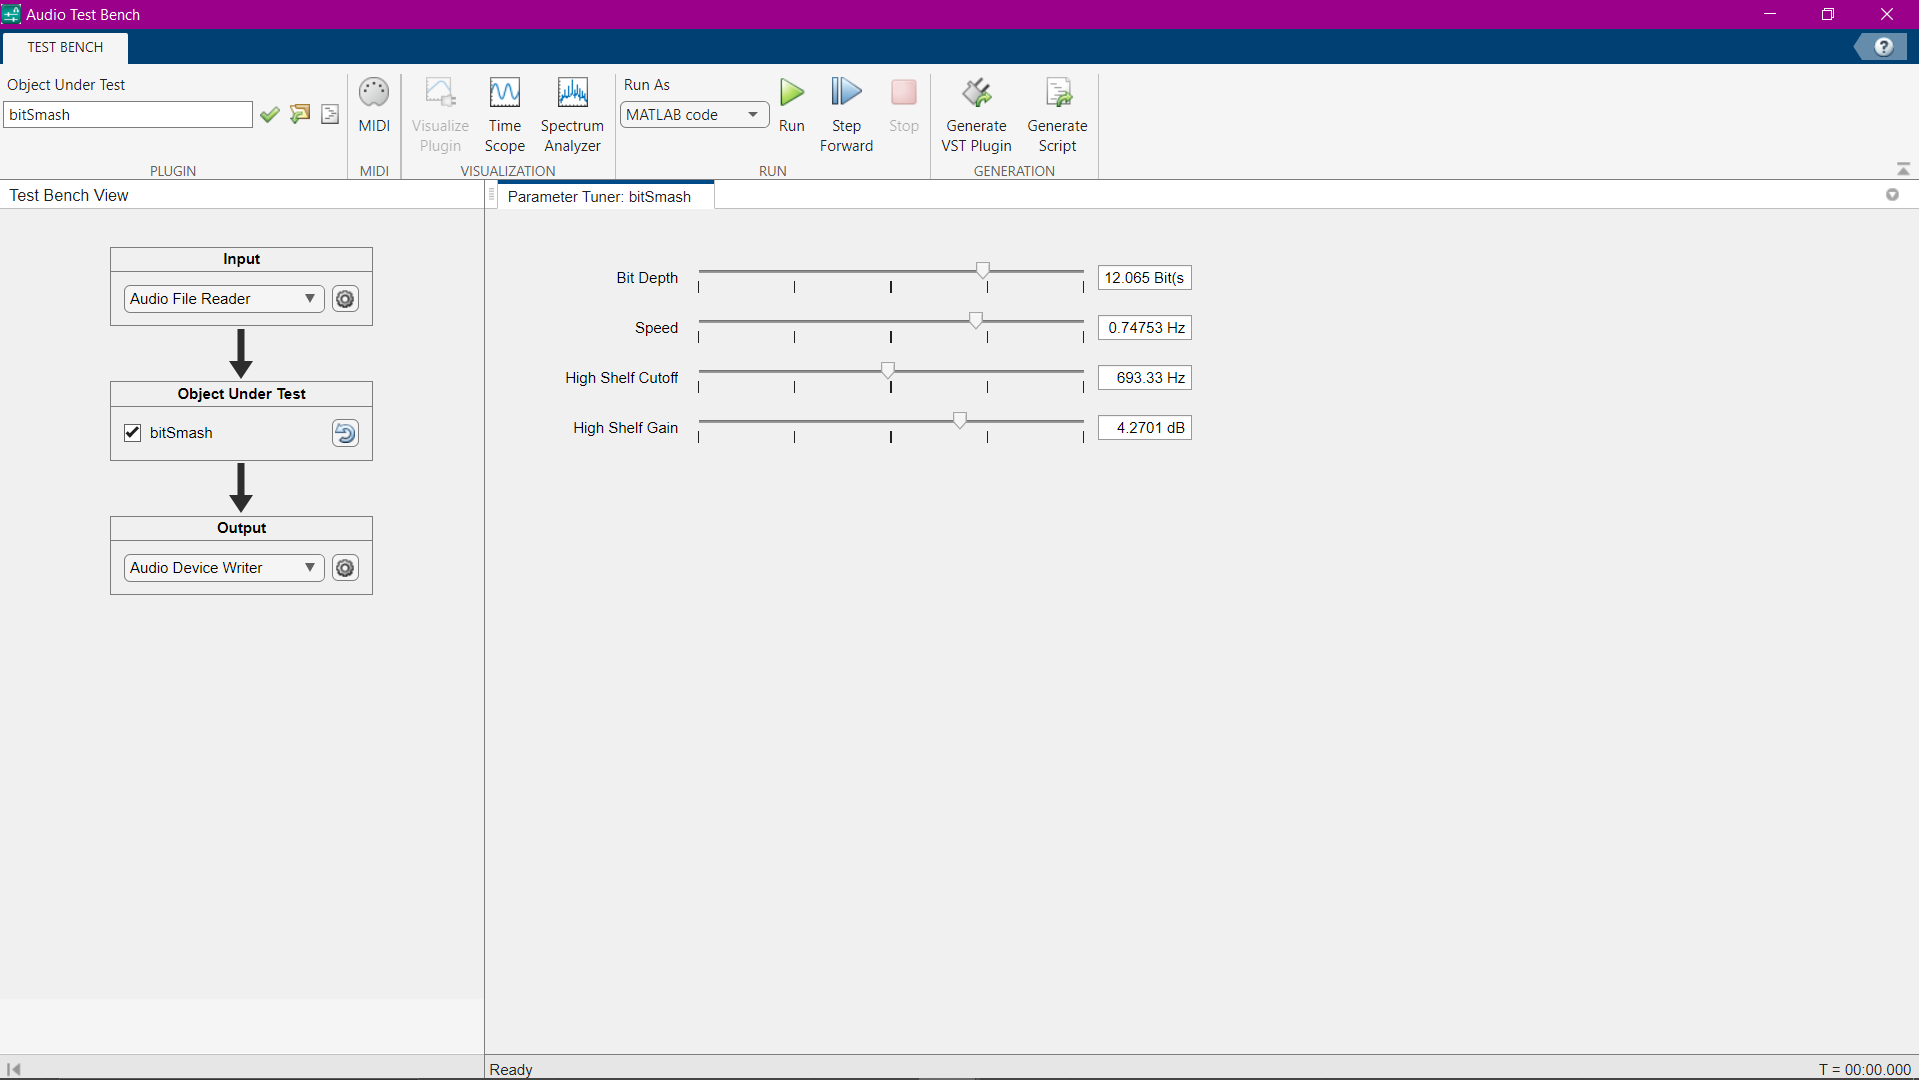 Audio Test Bench
TEST BENCH
?
Object Under Test
bitSmash
PLUGIN
MIDI
MIDI
Visualize
Plugin
Time
Scope
Spectrum
Analyzer
VISUALIZATION
Run As
MATLAB code
Run
Step
Forward
Stop
RUN
Generate
VST Plugin
Generate
Script
GENERATION
Test Bench View
Parameter Tuner: bitSmash
Input
Audio File Reader
Object Under Test
bitSmash
Output
Audio Device Writer
Bit Depth
12.065 Bit(s
Speed
0.74753 Hz
High Shelf Cutoff
693.33 Hz
High Shelf Gain
4.2701 dB
Ready
T = 00:00.000